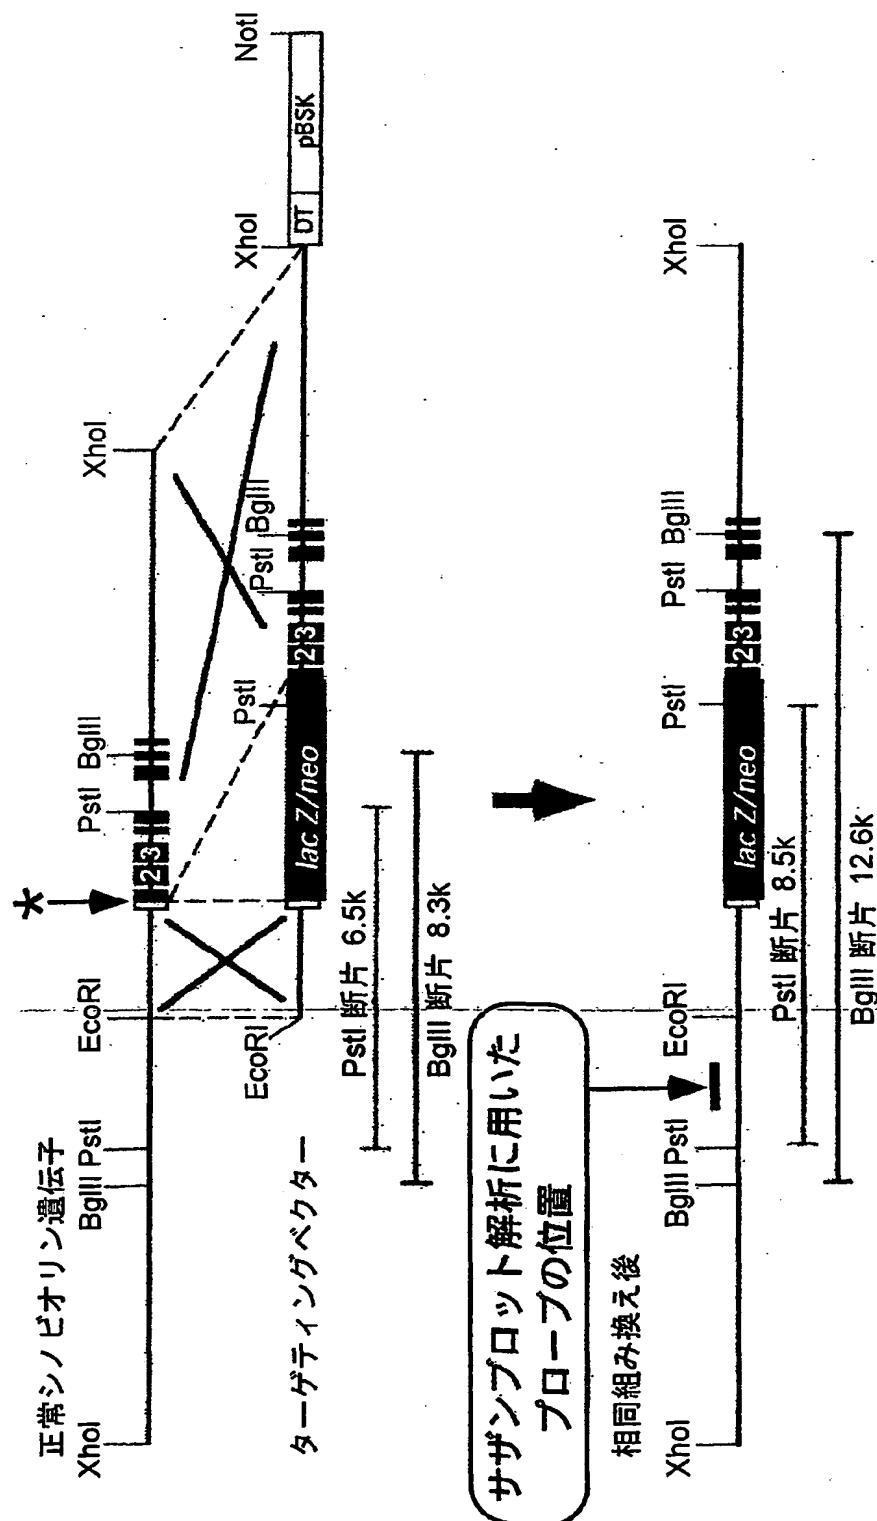 正常シノビオリン遺伝子
XhoI
BglII
PstI
EcoRI
*
2
3
PstI
BglII
XhoI
ターゲティングベクター
EcoRI
lac Z/neo
PstI
2
3
PstI
BglII
XhoI
DT
pBSK
NotI
PstI 断片 6.5k
BglII 断片 8.3k
サザンブロット解析に用いた
プローブの位置
相同組み換え後
XhoI
BglII
PstI
EcoRI
lac Z/neo
PstI
2
3
PstI
BglII
XhoI
PstI 断片 8.5k
BglII 断片 12.6k